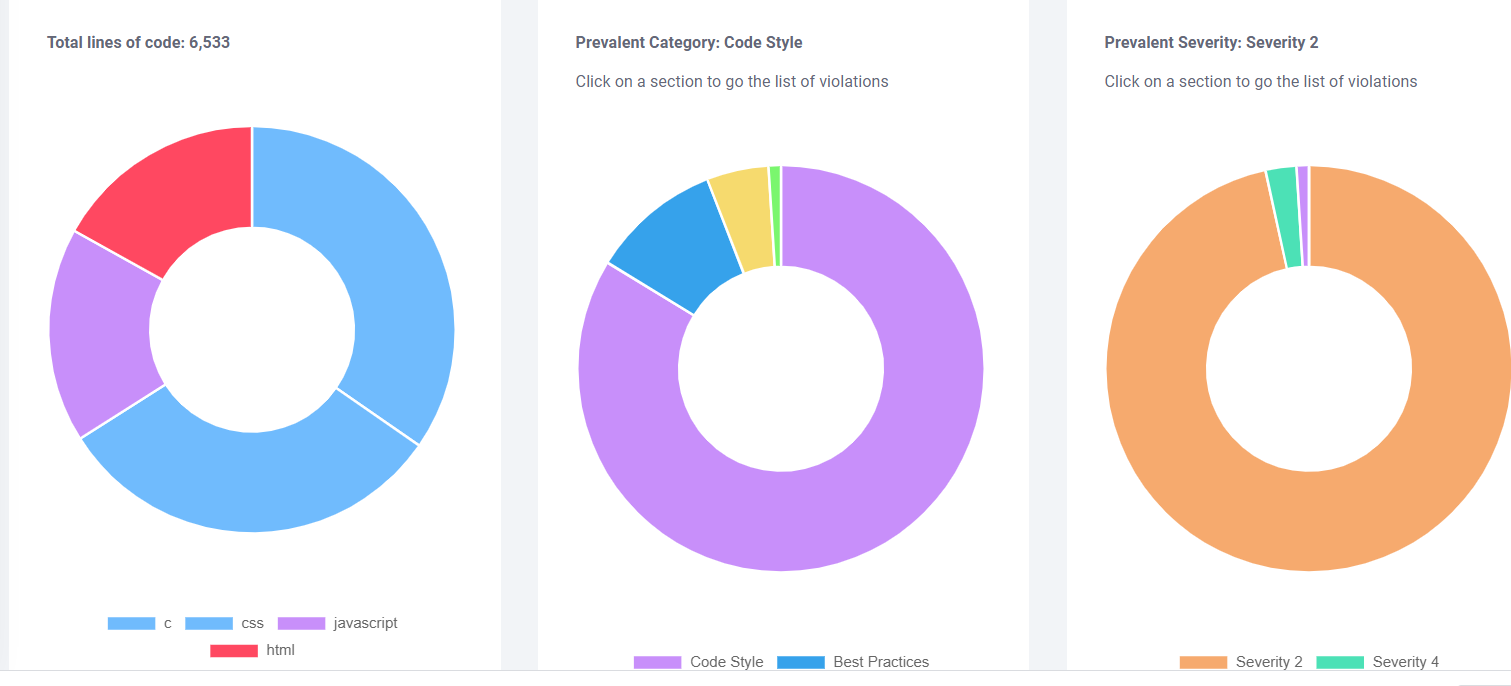 Total lines of code: 6,533
c css javascript
html
Prevalent Category: Code Style
Click on a section to go the list of violations
Code Style Best Practices
Prevalent Severity: Severity 2
Click on a section to go the list of violations
Severity 2 Severity 4